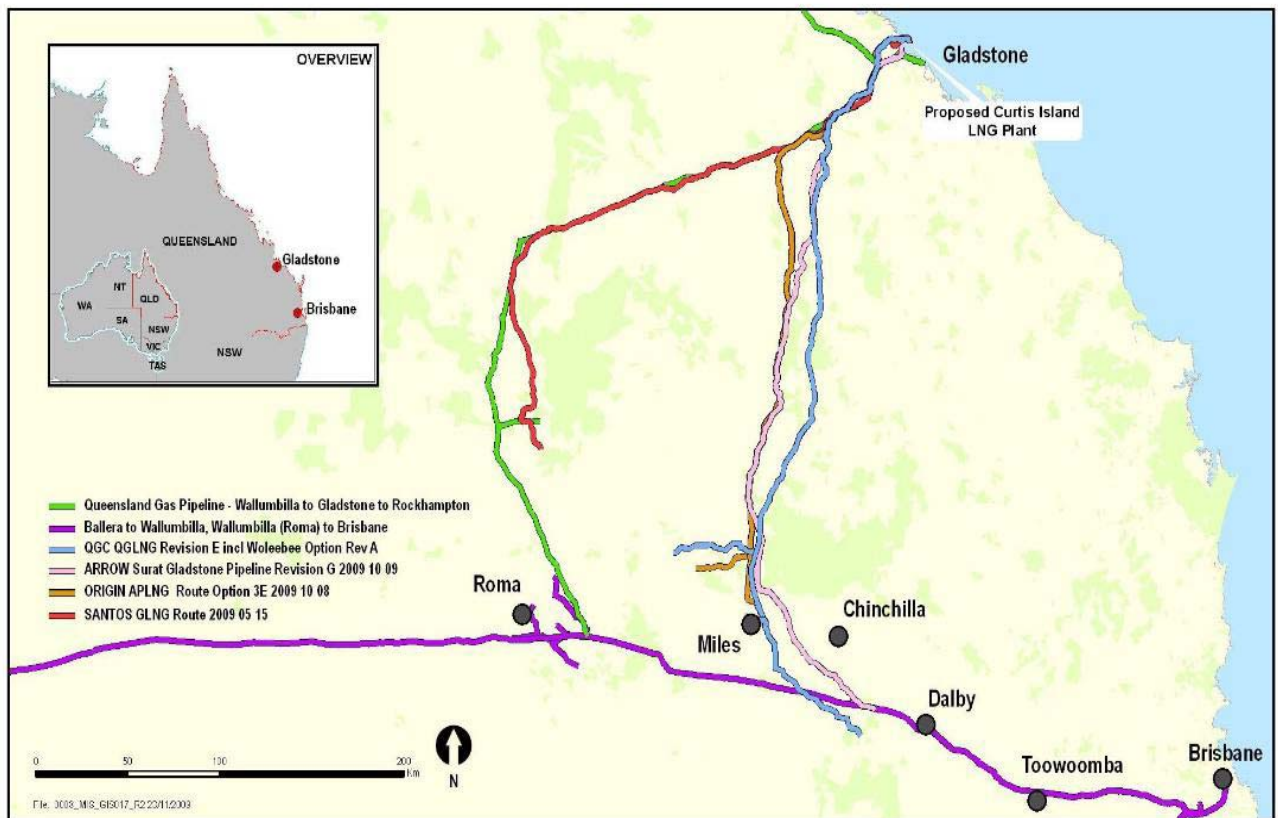 OVERVIEW
QUEENSLAND
Gladstone
Brisbane
NSW
NT
QLD
WA
SA
NSW
VIC
TAS
Gladstone
Proposed Curtis Island
LNG Plant
Queensland Gas Pipeline - Wallumbilla to Gladstone to Rockhampton
Ballera to Wallumbilla, Wallumbilla (Roma) to Brisbane
QGC QGLNG Revision E incl Woleebee Option Rev A
ARROW Surat Gladstone Pipeline Revision G 2009 10 09
ORIGIN APLNG Route Option 3E 2009 10 08
SANTOS GLNG Route 2009 05 15
Roma
Miles
Chinchilla
Dalby
Toowoomba
Brisbane
0 50 100 200
Km
N
File: